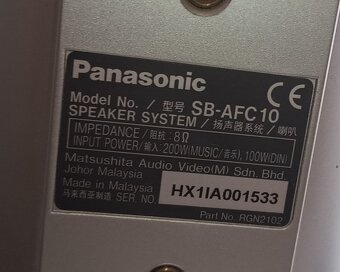 Panasonic CE
Model No. / 型号 SB-AFC10
SPEAKER SYSTEM / 扬声器系统 / 喇叭
IMPEDANCE / 阻抗: 8Ω
INPUT POWER / 输入: 200W(MUSIC/音乐), 100W(DIN)
Matsushita Audio Video(M) Sdn. Bhd.
Johor Malaysia
Made in Malaysia
马来西亚制造 SER. NO. HX1IA001533
Part No. RGN2102